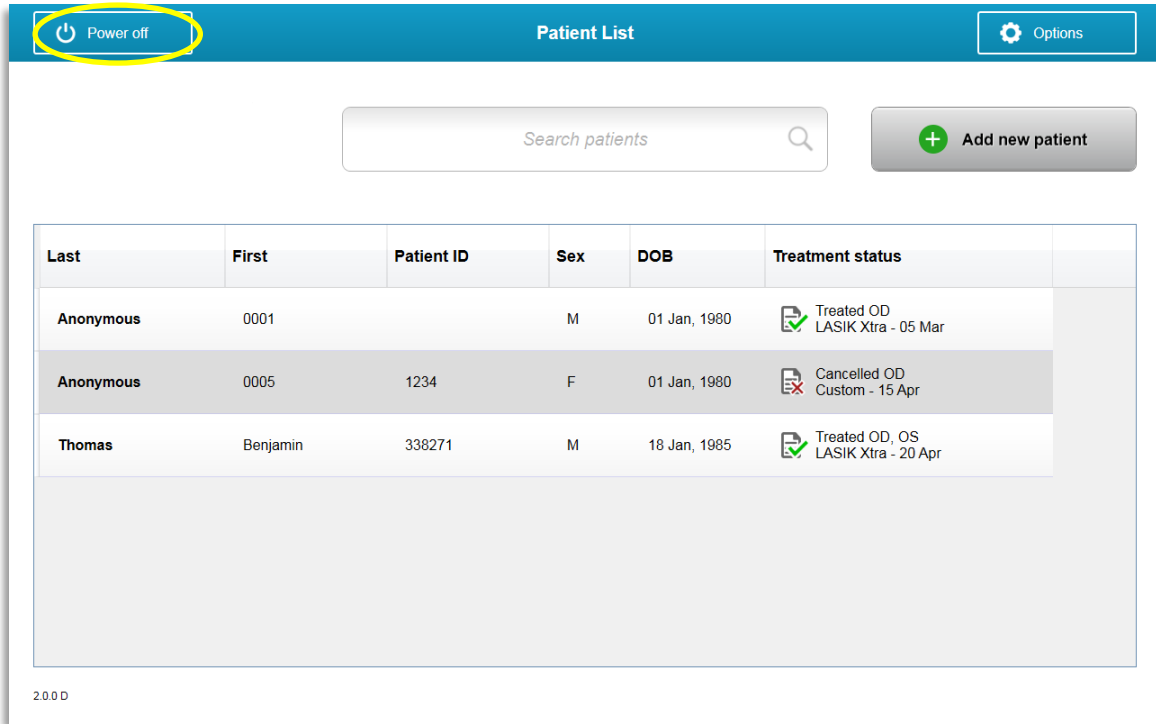 Power off
Patient List
Options
Search patients
Add new patient
Last First Patient ID Sex DOB Treatment status
Anonymous 0001 M 01 Jan, 1980 Treated OD
LASIK Xtra - 05 Mar
Anonymous 0005 1234 F 01 Jan, 1980 Cancelled OD
Custom - 15 Apr
Thomas Benjamin 338271 M 18 Jan, 1985 Treated OD, OS
LASIK Xtra - 20 Apr
2.0.0 D